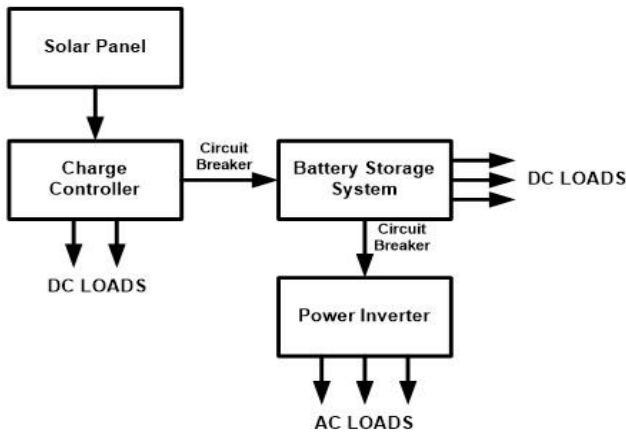 Solar Panel
Charge
Controller
Circuit
Breaker
Battery Storage
System
DC LOADS
DC LOADS
Circuit
Breaker
Power Inverter
AC LOADS